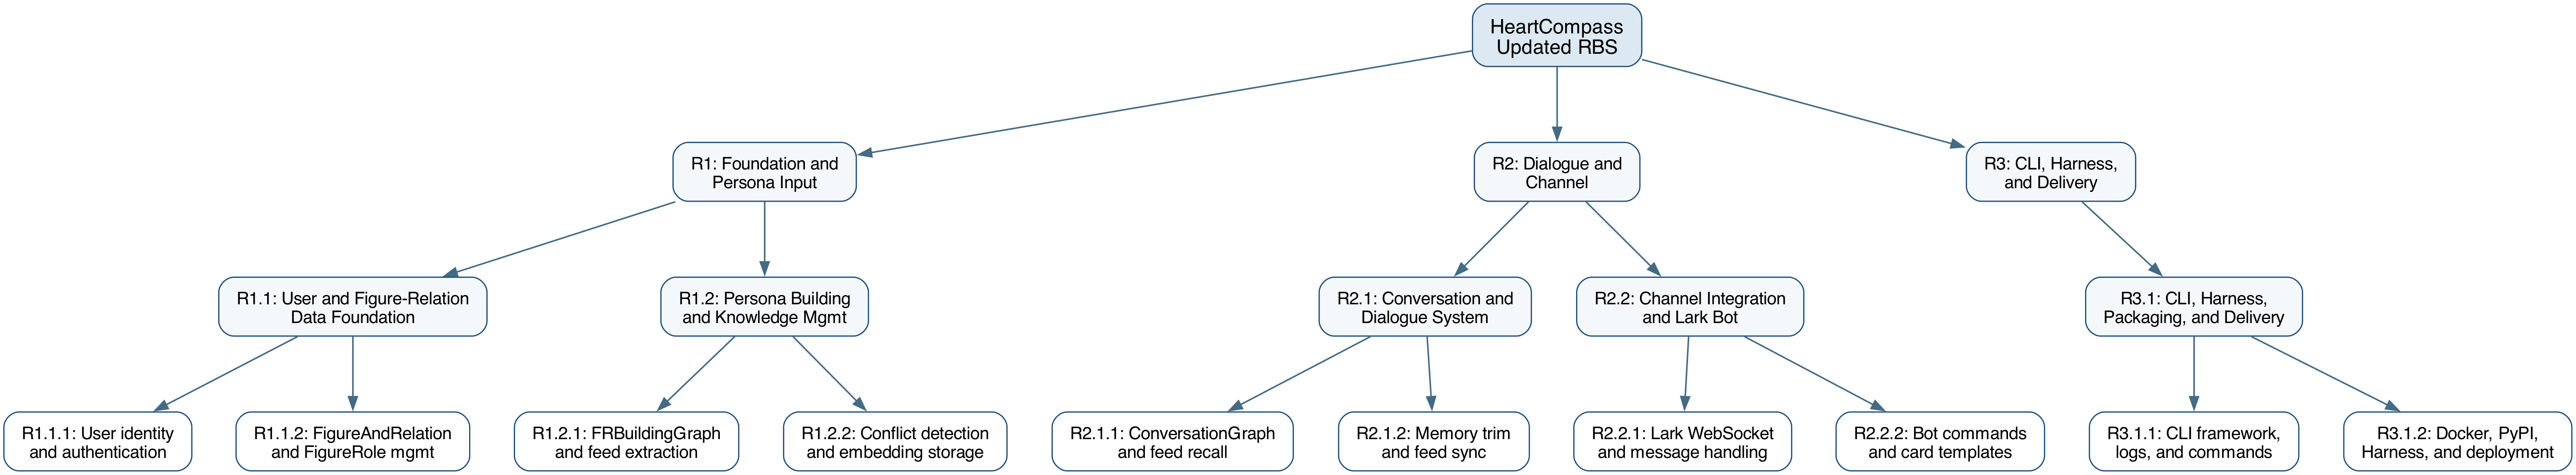 HeartCompass
Updated RBS
R1: Foundation and
Persona Input
R2: Dialogue and
Channel
R3: CLI, Harness,
and Delivery
R1.1: User and Figure-Relation
Data Foundation
R1.2: Persona Building
and Knowledge Mgmt
R2.1: Conversation and
Dialogue System
R2.2: Channel Integration
and Lark Bot
R3.1: CLI, Harness,
Packaging, and Delivery
R1.1.1: User identity
and authentication
R1.1.2: FigureAndRelation
and FigureRole mgmt
R1.2.1: FRBuildingGraph
and feed extraction
R1.2.2: Conflict detection
and embedding storage
R2.1.1: ConversationGraph
and feed recall
R2.1.2: Memory trim
and feed sync
R2.2.1: Lark WebSocket
and message handling
R2.2.2: Bot commands
and card templates
R3.1.1: CLI framework,
logs, and commands
R3.1.2: Docker, PyPI,
Harness, and deployment